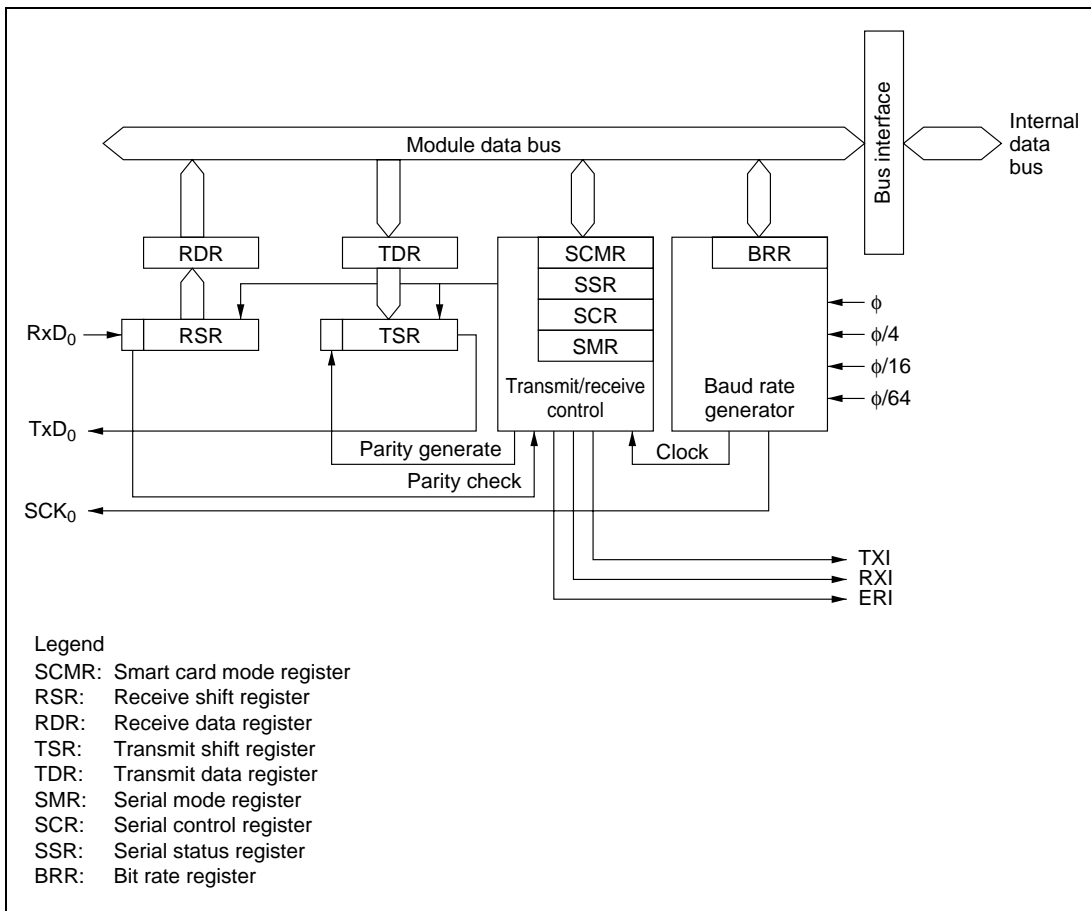 Module data bus
Bus interface
Internal
data
bus
RDR
TDR
SCMR
BRR
SSR
φ
SCR
RxD0
RSR
TSR
φ/4
SMR
φ/16
Transmit/receive
control
Baud rate
generator
φ/64
TxD0
Parity generate
Clock
Parity check
SCK0
TXI
RXI
ERI
Legend
SCMR: Smart card mode register
RSR: Receive shift register
RDR: Receive data register
TSR: Transmit shift register
TDR: Transmit data register
SMR: Serial mode register
SCR: Serial control register
SSR: Serial status register
BRR: Bit rate register